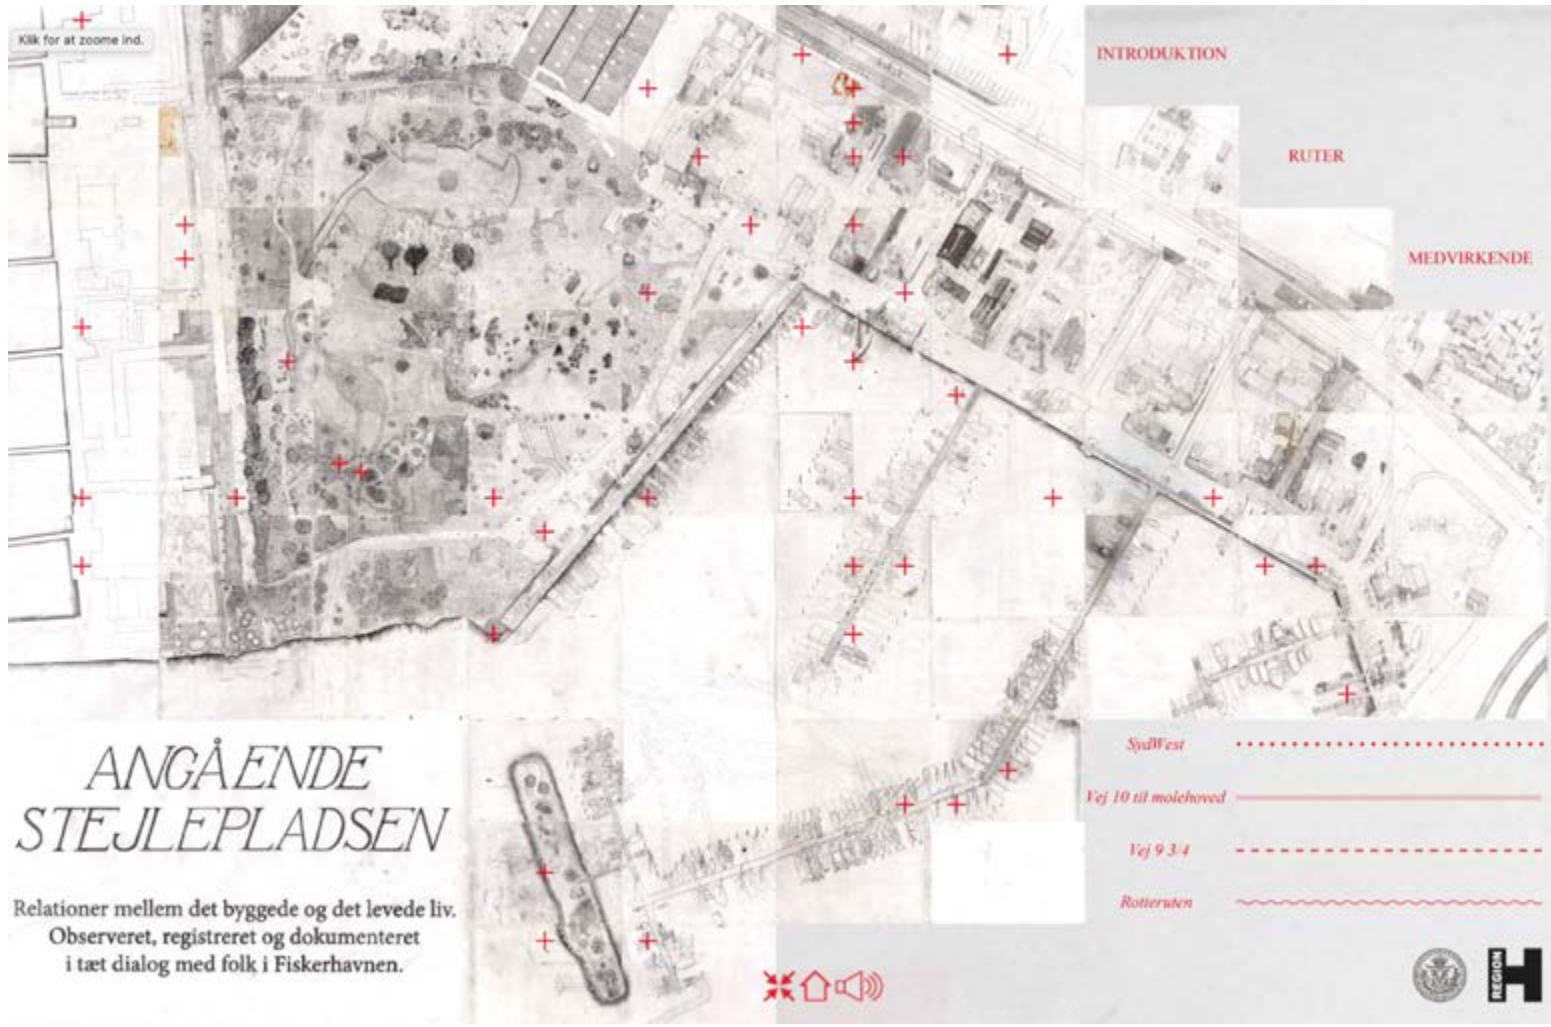 Klik for at zoome ind.
INTRODUKTION
RUTER
MEDVIRKENDE
SydWest
Vej 10 til molehoved
Vej 9 3/4
Rotteruten
ANGÅENDE
STEJLEPLADSEN
Relationer mellem det byggede og det levede liv.
Observeret, registreret og dokumenteret
i tæt dialog med folk i Fiskerhavnen.
REGION
H